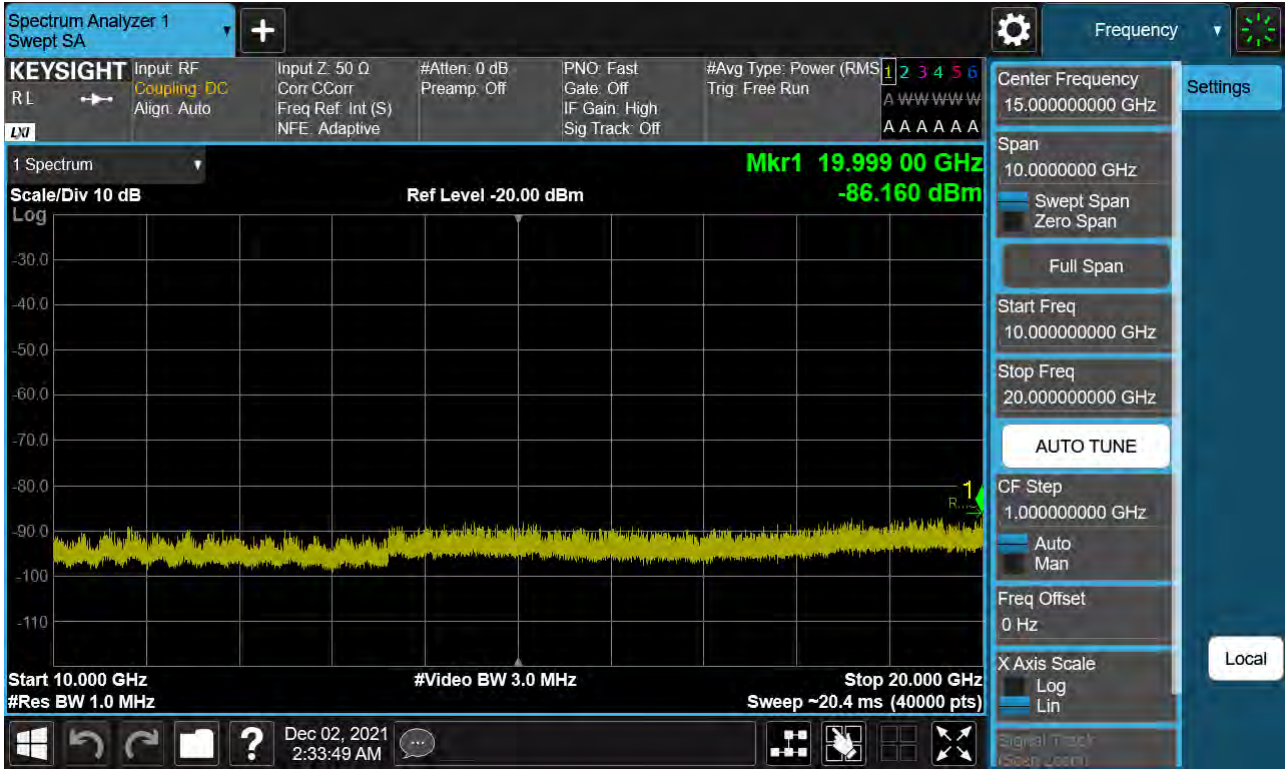 Spectrum Analyzer 1
Swept SA
+
Frequency
KEYSIGHT
R L
LXI
Input: RF
Coupling: DC
Align: Auto
Input Z: 50 Ω
Corr CCorr
Freq Ref: Int (S)
NFE: Adaptive
#Atten: 0 dB
Preamp: Off
PNO: Fast
Gate: Off
IF Gain: High
Sig Track: Off
#Avg Type: Power (RMS
Trig: Free Run
1 2 3 4 5 6
A W W W W W
A A A A A A
1 Spectrum
Scale/Div 10 dB
Ref Level -20.00 dBm
Mkr1 19.999 00 GHz
-86.160 dBm
Log
-30.0
-40.0
-50.0
-60.0
-70.0
-80.0
-90.0
-100
-110
1
Start 10.000 GHz
#Video BW 3.0 MHz
Stop 20.000 GHz
#Res BW 1.0 MHz
Sweep ~20.4 ms (40000 pts)
Center Frequency
15.000000000 GHz
Span
10.0000000 GHz
Swept Span
Zero Span
Full Span
Start Freq
10.000000000 GHz
Stop Freq
20.000000000 GHz
AUTO TUNE
CF Step
1.000000000 GHz
Auto
Man
Freq Offset
0 Hz
X Axis Scale
Log
Lin
Signal Track
(Span Zoom)
Settings
Local
?
Dec 02, 2021
2:33:49 AM